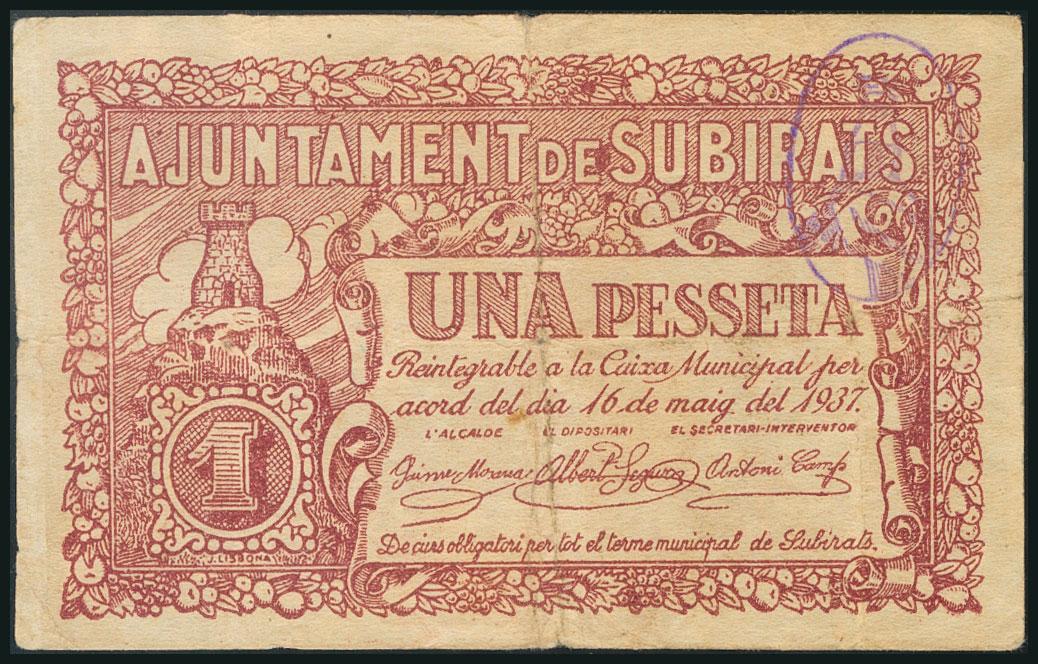 AJUNTAMENT DE SUBIRATS
UNA PESSETA
Reintegrable a la Caixa Municipal per
acord del dia 16 de maig del 1937.
L'ALCALDE EL DIPOSITARI EL SECRETARI-INTERVENTOR
Jaime Albert Segura Antoni Camp
De curs obligatori per tot el terme municipal de Subirats.
1
J. LISBONA